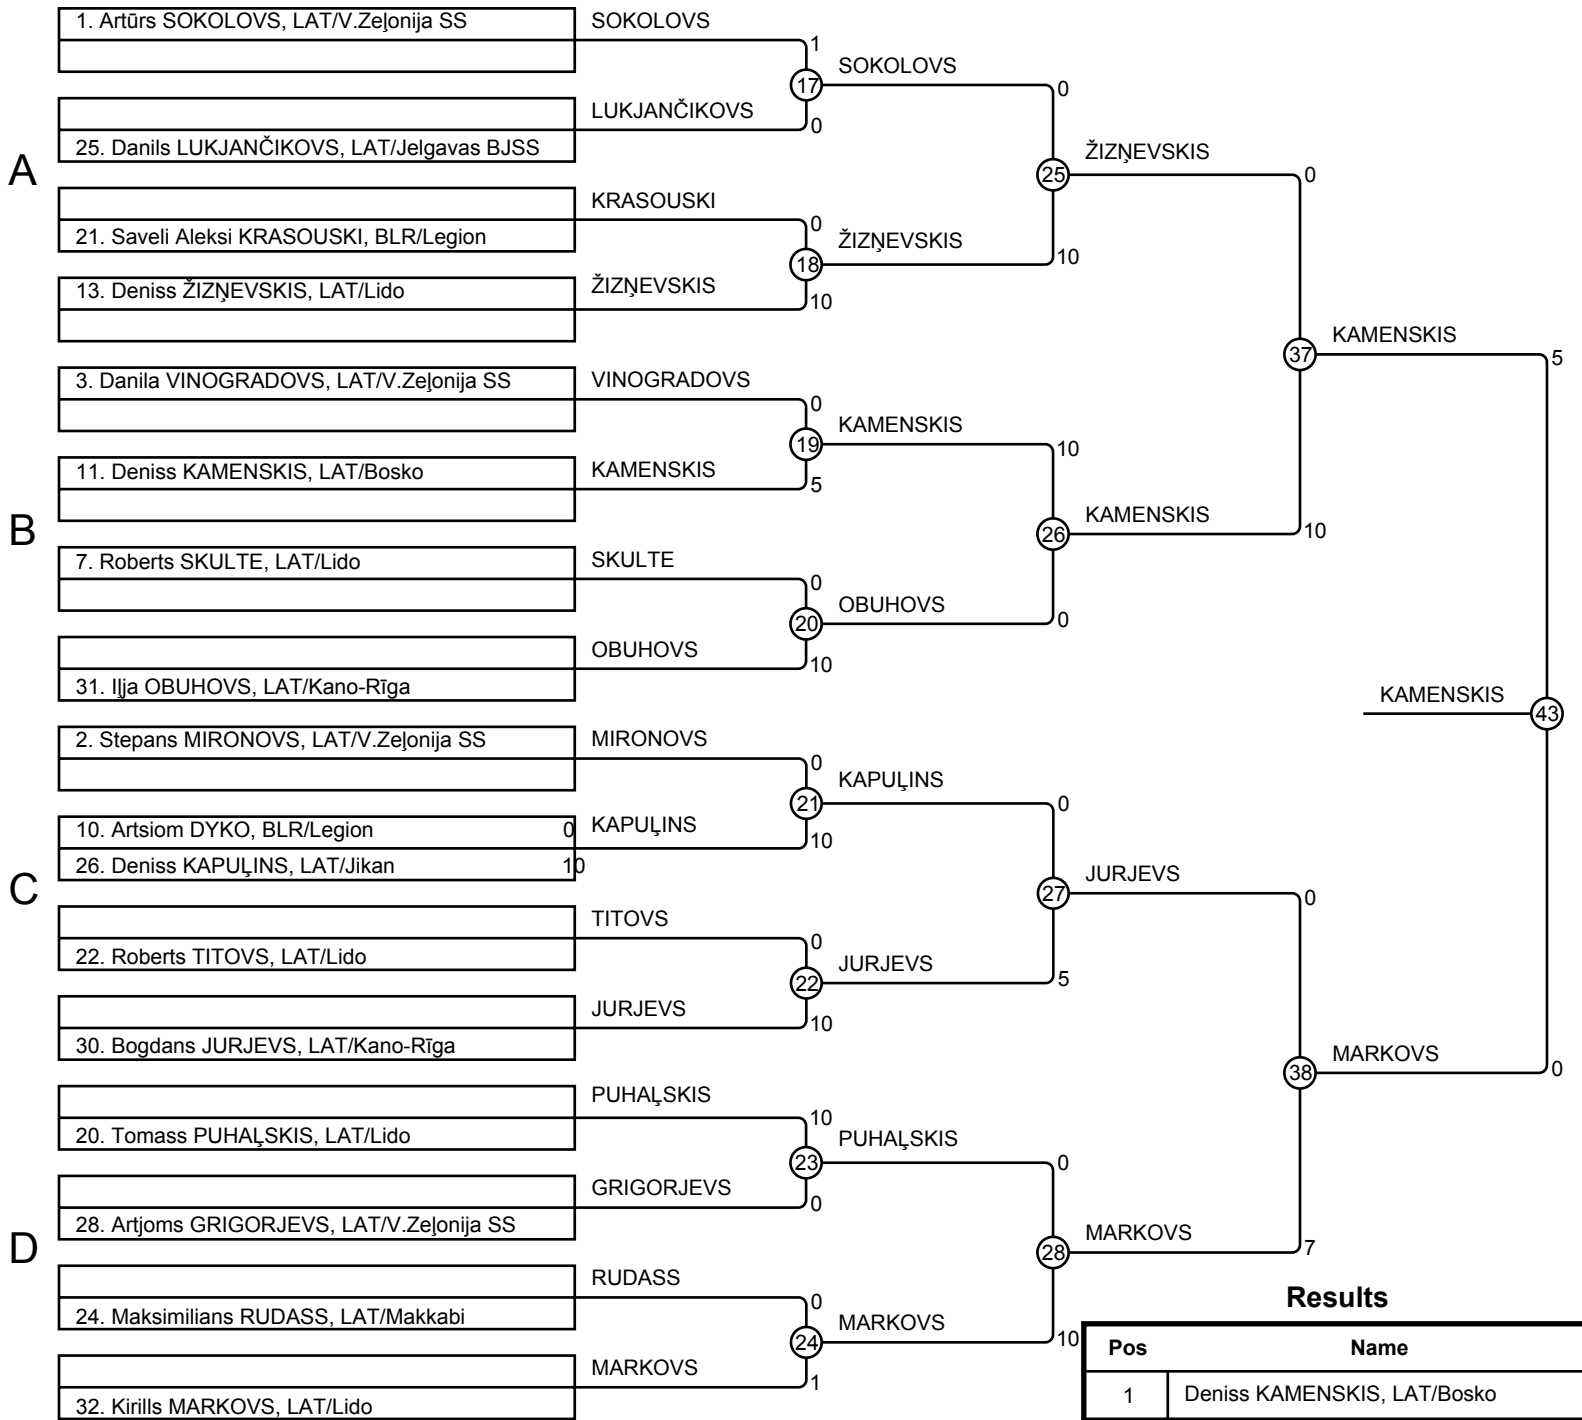 1. Artūrs SOKOLOVS, LAT/V.Zeļonija SS
SOKOLOVS
1
17
SOKOLOVS
0
LUKJANČIKOVS
0
25. Danils LUKJANČIKOVS, LAT/Jelgavas BJSS
A
25
ŽIZŅEVSKIS
0
KRASOUSKI
0
21. Saveli Aleksi KRASOUSKI, BLR/Legion
18
ŽIZŅEVSKIS
10
13. Deniss ŽIZŅEVSKIS, LAT/Lido
ŽIZŅEVSKIS
10
37
KAMENSKIS
5
3. Danila VINOGRADOVS, LAT/V.Zeļonija SS
VINOGRADOVS
0
19
KAMENSKIS
10
11. Deniss KAMENSKIS, LAT/Bosko
KAMENSKIS
5
B
26
KAMENSKIS
10
7. Roberts SKULTE, LAT/Lido
SKULTE
0
20
OBUHOVS
0
OBUHOVS
10
31. Iļja OBUHOVS, LAT/Kano-Rīga
KAMENSKIS
43
2. Stepans MIRONOVS, LAT/V.Zeļonija SS
MIRONOVS
0
21
KAPUĻINS
0
10. Artsiom DYKO, BLR/Legion 0
KAPUĻINS
10
26. Deniss KAPUĻINS, LAT/Jikan 10
C
27
JURJEVS
0
TITOVS
0
22. Roberts TITOVS, LAT/Lido
22
JURJEVS
5
JURJEVS
10
30. Bogdans JURJEVS, LAT/Kano-Rīga
38
MARKOVS
0
PUHAĻSKIS
10
20. Tomass PUHAĻSKIS, LAT/Lido
23
PUHAĻSKIS
0
GRIGORJEVS
0
28. Artjoms GRIGORJEVS, LAT/V.Zeļonija SS
D
28
MARKOVS
7
RUDASS
0
24. Maksimilians RUDASS, LAT/Makkabi
24
MARKOVS
10
MARKOVS
1
32. Kirills MARKOVS, LAT/Lido
Results
Pos Name
1 Deniss KAMENSKIS, LAT/Bosko